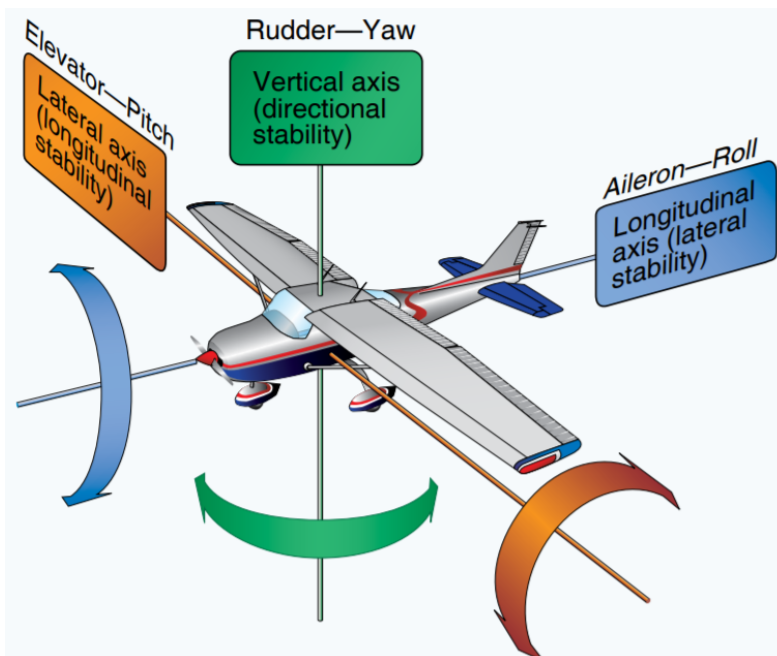 Rudder—Yaw
Vertical axis
(directional
stability)
Elevator—Pitch
Lateral axis
(longitudinal
stability)
Aileron—Roll
Longitudinal
axis (lateral
stability)